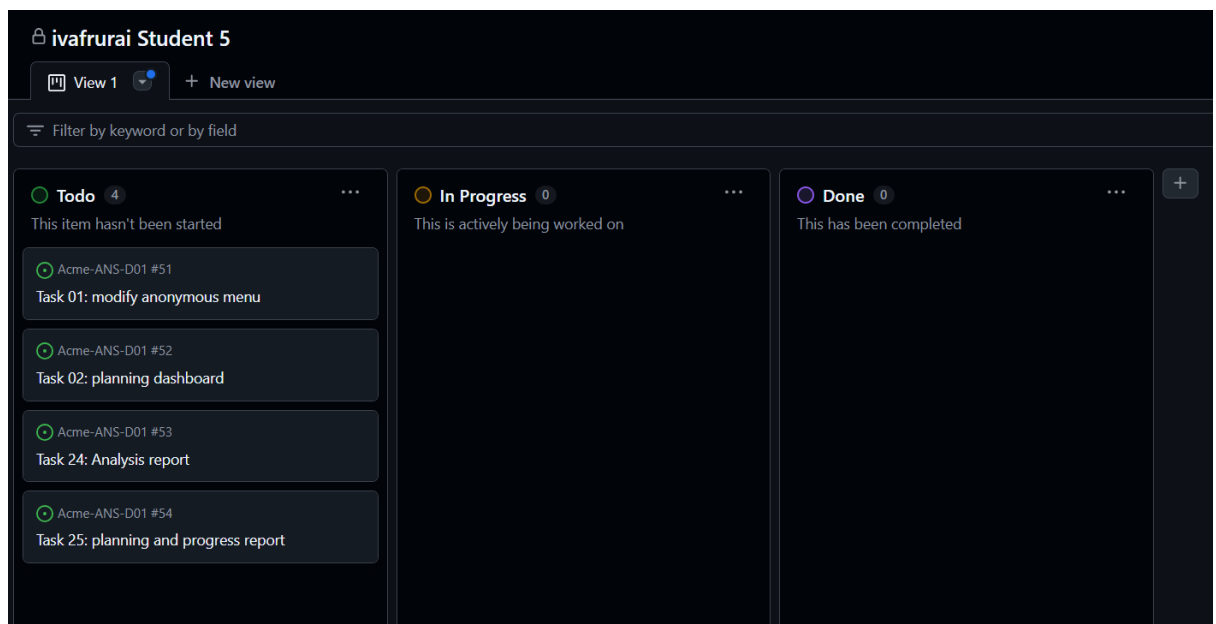 ivafrurai Student 5
View 1
New view
Filter by keyword or by field
Todo 4
This item hasn't been started
Acme-ANS-D01 #51
Task 01: modify anonymous menu
Acme-ANS-D01 #52
Task 02: planning dashboard
Acme-ANS-D01 #53
Task 24: Analysis report
Acme-ANS-D01 #54
Task 25: planning and progress report
In Progress 0
This is actively being worked on
Done 0
This has been completed